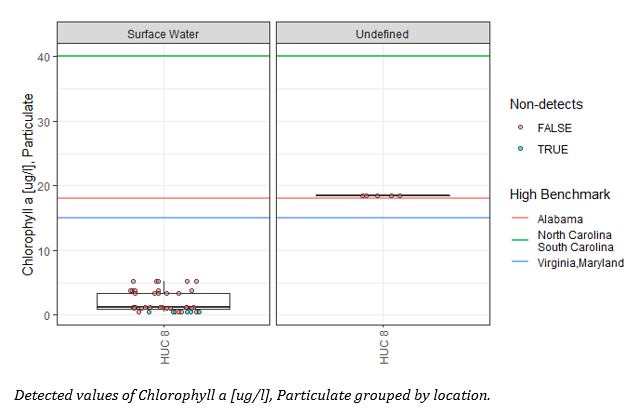 Surface Water
Undefined
Chlorophyll a [ug/l], Particulate
40
30
20
10
0
HUC 8
HUC 8
Non-detects
FALSE
TRUE
High Benchmark
Alabama
North Carolina
South Carolina
Virginia,Maryland
Detected values of Chlorophyll a [ug/l], Particulate grouped by location.